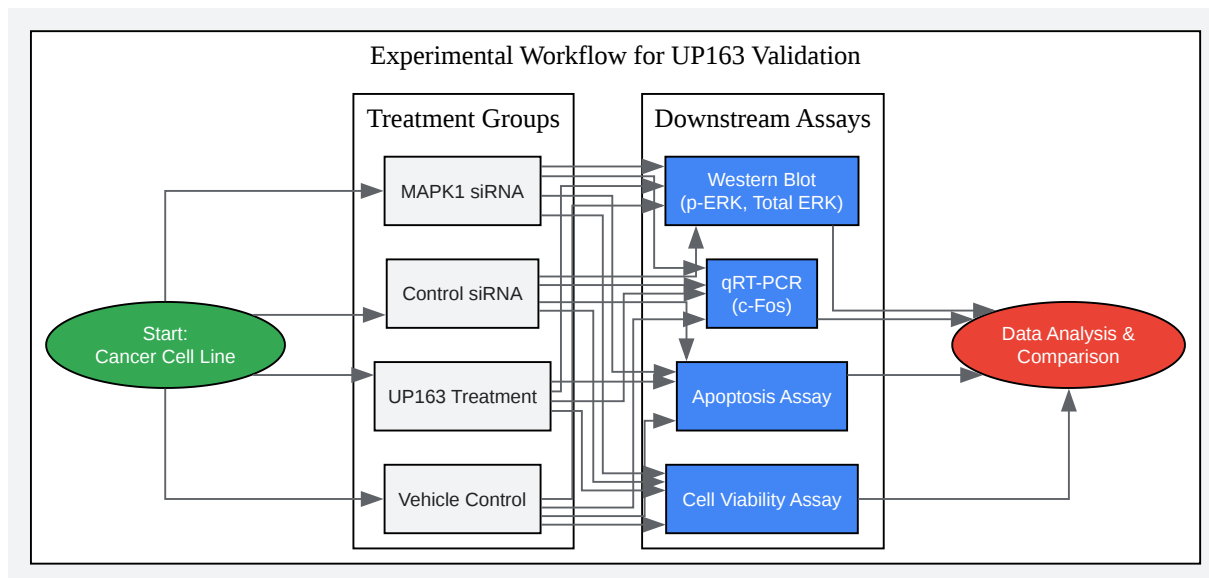 Experimental Workflow for UP163 Validation
Treatment Groups
Downstream Assays
MAPK1 siRNA
Western Blot
(p-ERK, Total ERK)
Control siRNA
qRT-PCR
(c-Fos)
Start:
Cancer Cell Line
Data Analysis &
Comparison
UP163 Treatment
Apoptosis Assay
Vehicle Control
Cell Viability Assay